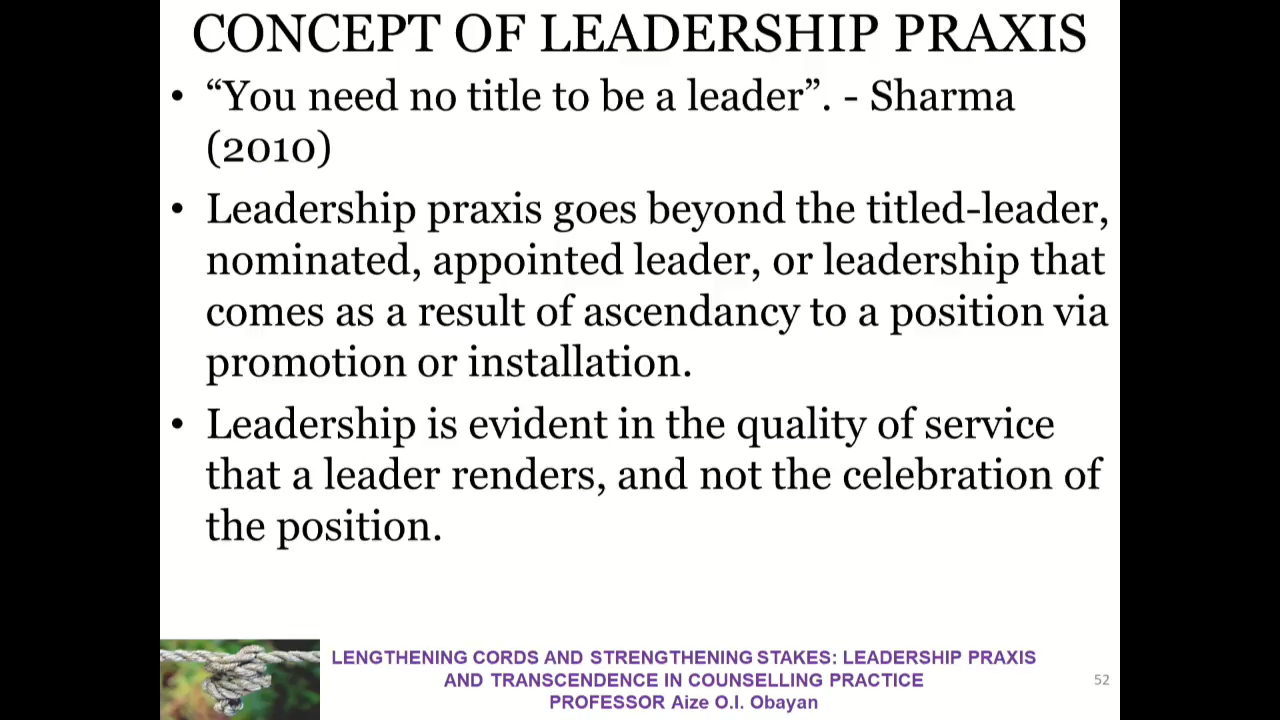 CONCEPT OF LEADERSHIP PRAXIS
• “You need no title to be a leader”. - Sharma
(2010)
• Leadership praxis goes beyond the titled-leader,
nominated, appointed leader, or leadership that
comes as a result of ascendancy to a position via
promotion or installation.
• Leadership is evident in the quality of service
that a leader renders, and not the celebration of
the position.
LENGTHENING CORDS AND STRENGTHENING STAKES: LEADERSHIP PRAXIS
AND TRANSCENDENCE IN COUNSELLING PRACTICE
PROFESSOR Aize O.I. Obayan
52